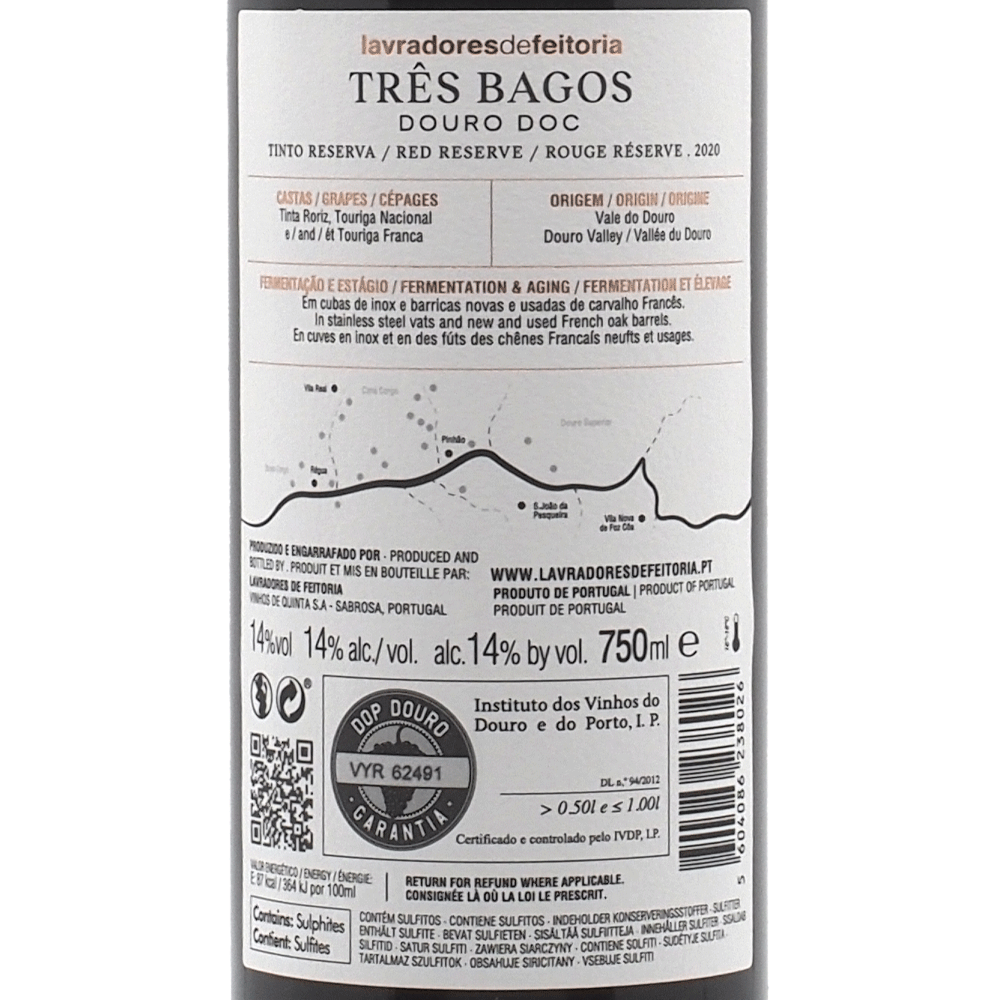 lavradoresdefeitoria
TRÊS BAGOS
DOURO DOC
TINTO RESERVA / RED RESERVE / ROUGE RÉSERVE . 2020
CASTAS / GRAPES / CÉPAGES
Tinta Roriz, Touriga Nacional
e / and / ét Touriga Franca
ORIGEM / ORIGIN / ORIGINE
Vale do Douro
Douro Valley / Vallée du Douro
FERMENTAÇÃO E ESTÁGIO / FERMENTATION & AGING / FERMENTATION ET ÉLEVAGE
Em cubas de inox e barricas novas e usadas de carvalho Francês.
In stainless steel vats and new and used French oak barrels.
En cuves en inox et en des fúts des chênes Francais neufts et usages.
Vila Real
Cima Corgo
Douro Superior
Pinhão
Baixo Corgo
Régua
S.João da
Pesqueira
Vila Nova
de Foz Côa
PRODUZIDO E ENGARRAFADO POR · PRODUCED AND
BOTTLED BY . PRODUIT ET MIS EN BOUTEILLE PAR:
LAVRADORES DE FEITORIA
VINHOS DE QUINTA S.A - SABROSA, PORTUGAL
WWW.LAVRADORESDEFEITORIA.PT
PRODUTO DE PORTUGAL | PRODUCT OF PORTUGAL
PRODUIT DE PORTUGAL
14%vol 14% alc./ vol. alc.14% by vol. 750ml e
16º-18ºC
DOP DOURO
VYR 62491
GARANTIA
Instituto dos Vinhos do
Douro e do Porto, I. P.
DL n.º 94/2012
> 0.50l e ≤ 1.00l
Certificado e controlado pelo IVDP, I.P.
5 604086 238026
VALOR ENERGÉTICO / ENERGY / ÉNERGIE:
E: 87 kcal / 364 kJ por 100ml
RETURN FOR REFUND WHERE APPLICABLE.
CONSIGNÉE LÀ OÙ LA LOI LE PRESCRIT.
Contains: Sulphites
Contient: Sulfites
CONTÉM SULFITOS · CONTIENE SULFITOS · INDEHOLDER KONSERVERINGSSTOFFER · SULFITTER
ENTHÄLT SULFITE · BEVAT SULFIETEN · SISÄLTÄÄ SULFIITTEJA · INNEHÅLLER SULFITER · SISALDAB
SILFITID · SATUR SULFITI · ZAWIERA SIARCZYNY · CONTIENE SOLFITI · SUDĖTYJE SULFITA ·
TARTALMAZ SZULFITOK · OBSAHUJE SIRICITANY · VSEBUJE SULFITI